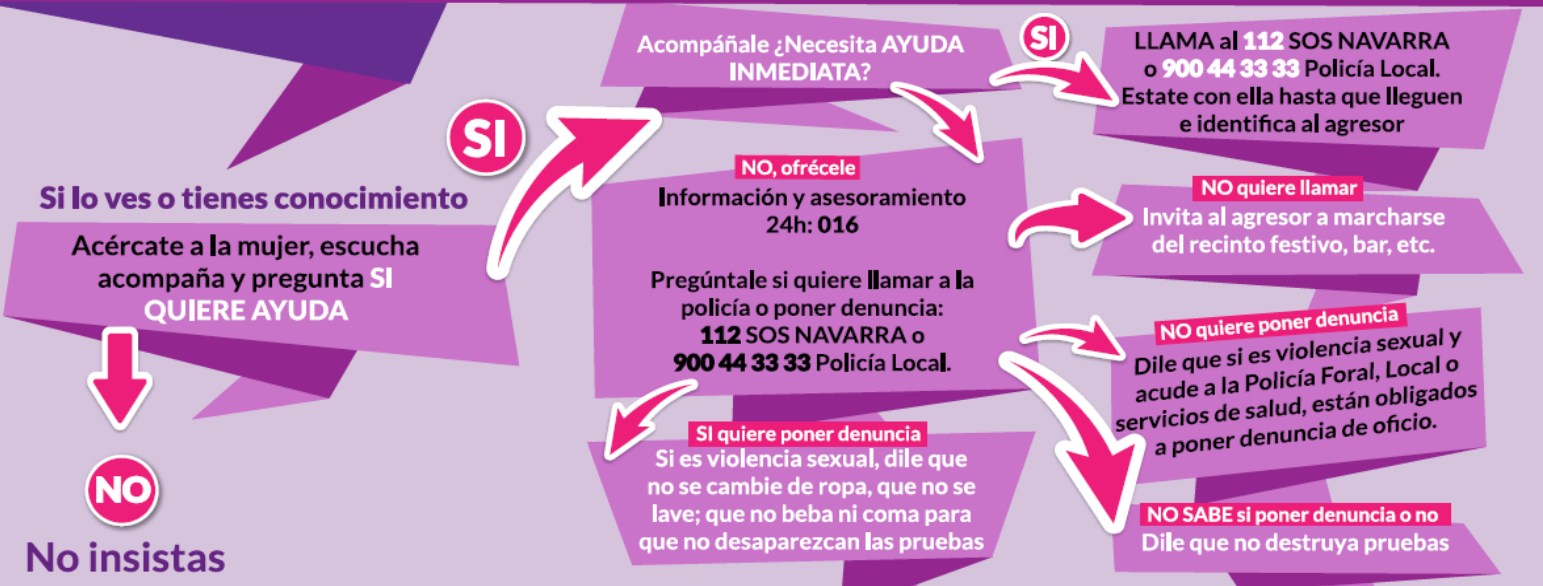 Si lo ves o tienes conocimiento
Acércate a la mujer, escucha
acompaña y pregunta SI
QUIERE AYUDA
NO
No insistas
SI
Acompáñale ¿Necesita AYUDA
INMEDIATA?
SI
LLAMA al 112 SOS NAVARRA
o 900 44 33 33 Policía Local.
Estate con ella hasta que lleguen
e identifica al agresor
NO, ofrécele
Información y asesoramiento
24h: 016
Pregúntale si quiere llamar a la
policía o poner denuncia:
112 SOS NAVARRA o
900 44 33 33 Policía Local.
NO quiere llamar
Invita al agresor a marcharse
del recinto festivo, bar, etc.
NO quiere poner denuncia
Dile que si es violencia sexual y
acude a la Policía Foral, Local o
servicios de salud, están obligados
a poner denuncia de oficio.
SI quiere poner denuncia
Si es violencia sexual, dile que
no se cambie de ropa, que no se
lave; que no beba ni coma para
que no desaparezcan las pruebas
NO SABE si poner denuncia o no
Dile que no destruya pruebas